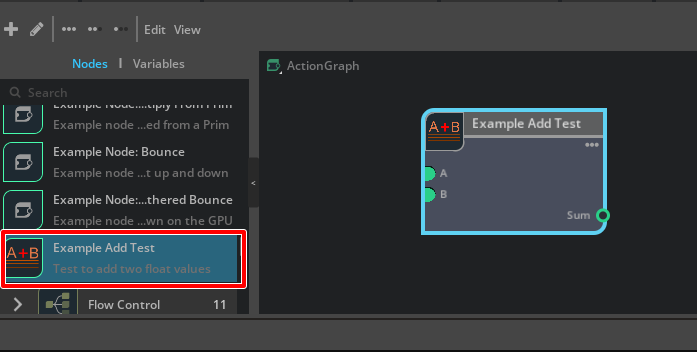 Edit View
Nodes | Variables
Search
Example Node:...tiply From Prim
Example node ...ed from a Prim
Example Node: Bounce
Example node ...t up and down
Example Node:...thered Bounce
Example node ...wn on the GPU
A+B Example Add Test
Test to add two float values
Flow Control 11
<
ActionGraph
A+B Example Add Test
A
B
Sum